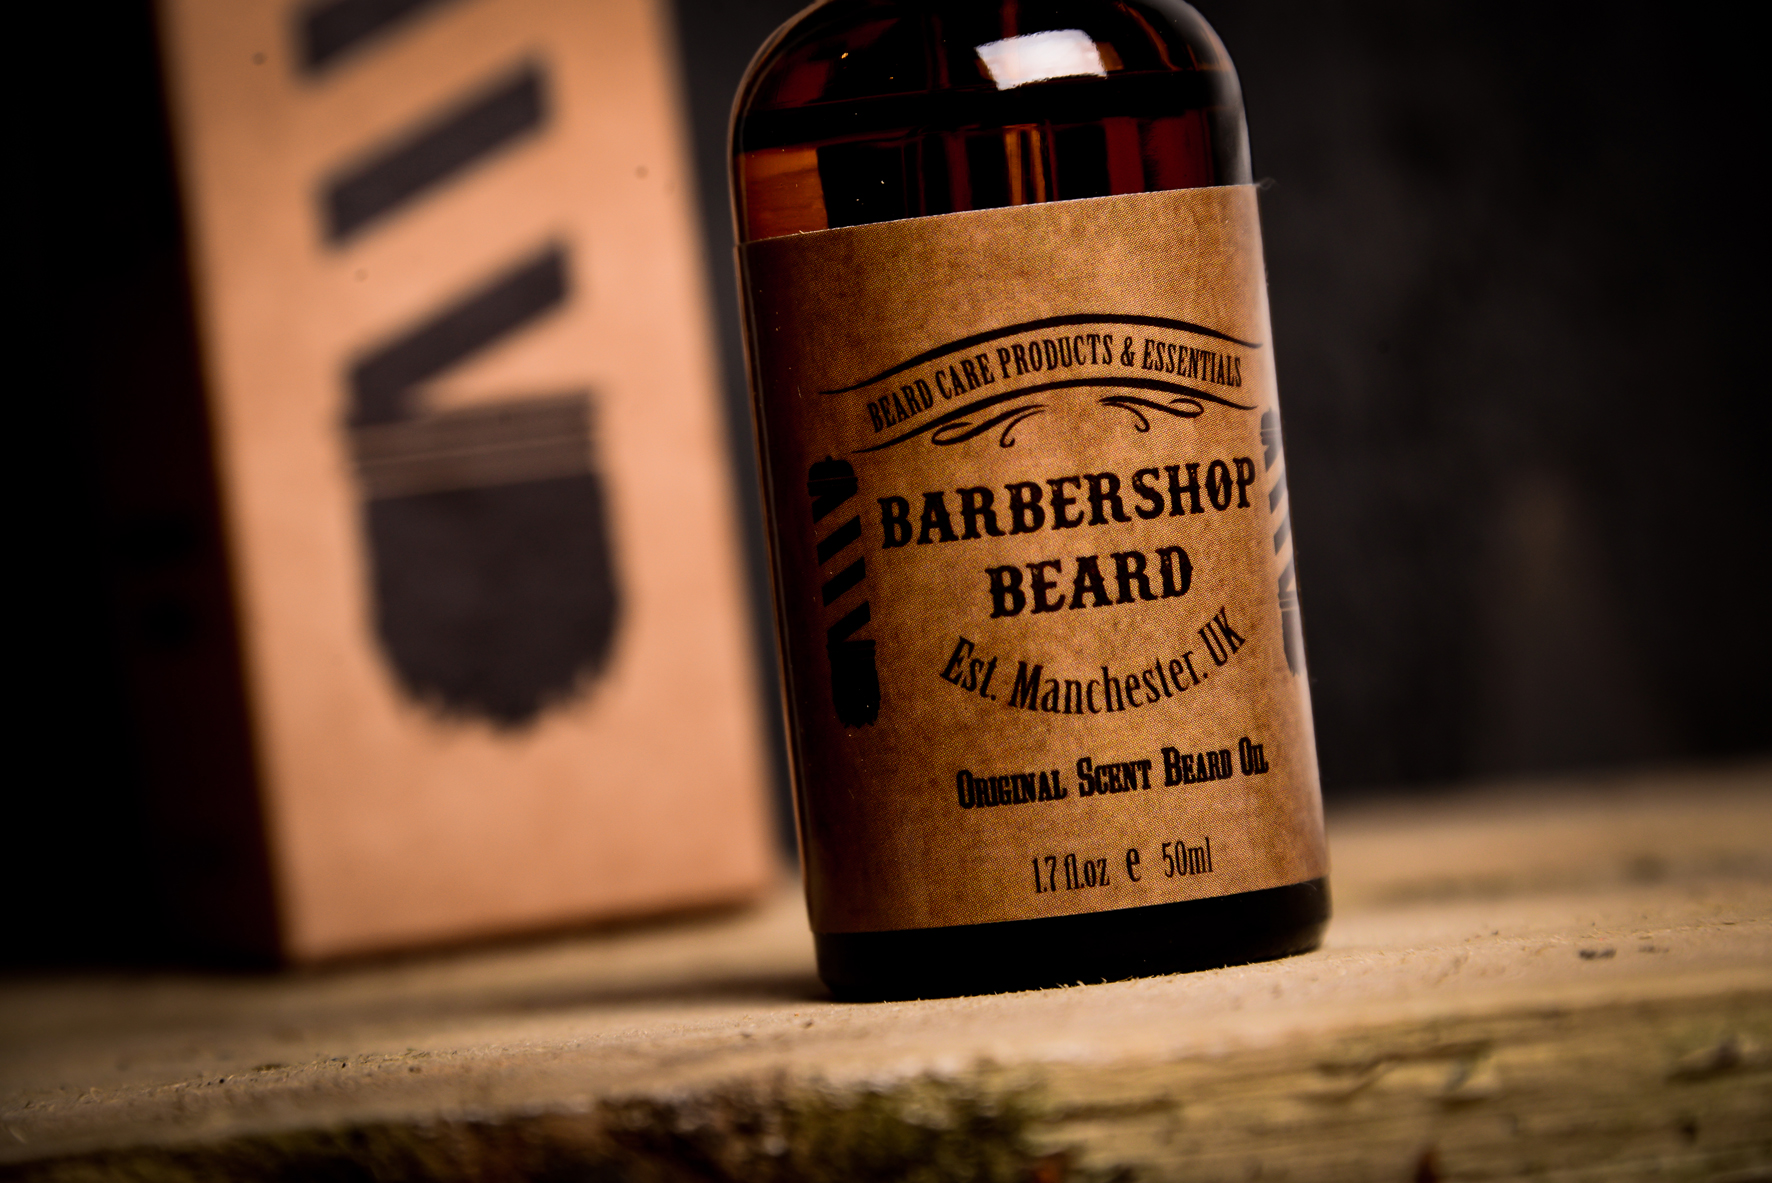 BEARD CARE PRODUCTS & ESSENTIALS
BARBERSHOP
BEARD
Est. Manchester. UK
ORIGINAL SCENT BEARD OIL
1.7 fl.oz e 50ml